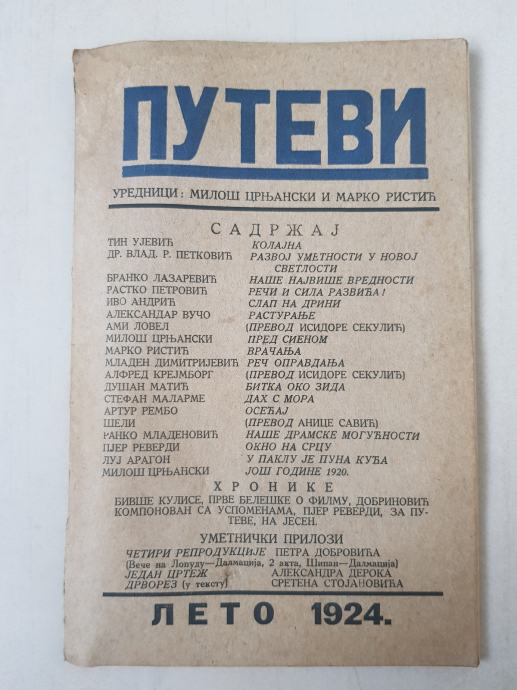 ПУТЕВИ
УРЕДНИЦИ: МИЛОШ ЦРЊАНСКИ И МАРКО РИСТИЋ
САДРЖАЈ
ТИН УЈЕВИЋ КОЛАЈНА
ДР. ВЛАД. Р. ПЕТКОВИЋ РАЗВОЈ УМЕТНОСТИ У НОВОЈ
СВЕТЛОСТИ
БРАНКО ЛАЗАРЕВИЋ НАШЕ НАЈВИШЕ ВРЕДНОСТИ
РАСТКО ПЕТРОВИЋ РЕЧИ И СИЛА РАЗВИЋА!
ИВО АНДРИЋ СЛАП НА ДРИНИ
АЛЕКСАНДАР ВУЧО РАСТУРАЊЕ
АМИ ЛОВЕЛ (ПРЕВОД ИСИДОРЕ СЕКУЛИЋ)
МИЛОШ ЦРЊАНСКИ ПРЕД СИЕНОМ
МАРКО РИСТИЋ ВРАЧАЊА
МЛАДЕН ДИМИТРИЈЕВИЋ РЕЧ ОПРАВДАЊА
АЛФРЕД КРЕЈМБОРГ (ПРЕВОД ИСИДОРЕ СЕКУЛИЋ)
ДУШАН МАТИЋ БИТКА ОКО ЗИДА
СТЕФАН МАЛАРМЕ ДАХ С МОРА
АРТУР РЕМБО ОСЕЋАЈ
ШЕЛИ (ПРЕВОД АНИЦЕ САВИЋ)
РАНКО МЛАДЕНОВИЋ НАШЕ ДРАМСКЕ МОГУЋНОСТИ
ПЈЕР РЕВЕРДИ ОКНО НА СРЦУ
ЛУЈ АРАГОН У ПАКЛУ ЈЕ ПУНА КУЋА
МИЛОШ ЦРЊАНСКИ ЈОШ ГОДИНЕ 1920.
ХРОНИКЕ
БИВШЕ КУЛИСЕ, ПРВЕ БЕЛЕШКЕ О ФИЛМУ, ДОБРИНОВИЋ
КОМПОНОВАН СА УСПОМЕНАМА, ПЈЕР РЕВЕРДИ, ЗА ПУ-
ТЕВЕ, НА ЈЕСЕН.
УМЕТНИЧКИ ПРИЛОЗИ
ЧЕТИРИ РЕПРОДУКЦИЈЕ ПЕТРА ДОБРОВИЋА
(Вече на Лопуду—Далмација, 2 акта, Шипан—Далмација)
ЈЕДАН ЦРТЕЖ АЛЕКСАНДРА ДЕРОКА
ДРВОРЕЗ (у тексту) СРЕТЕНА СТОЈАНОВИЋА
ЛЕТО 1924.